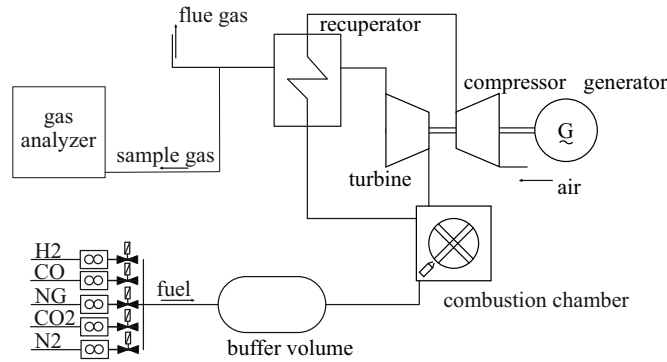 flue gas
recuperator
compressor generator
gas
analyzer
G
~
sample gas
turbine
air
H2
CO
NG
CO2
N2
fuel
buffer volume
combustion chamber